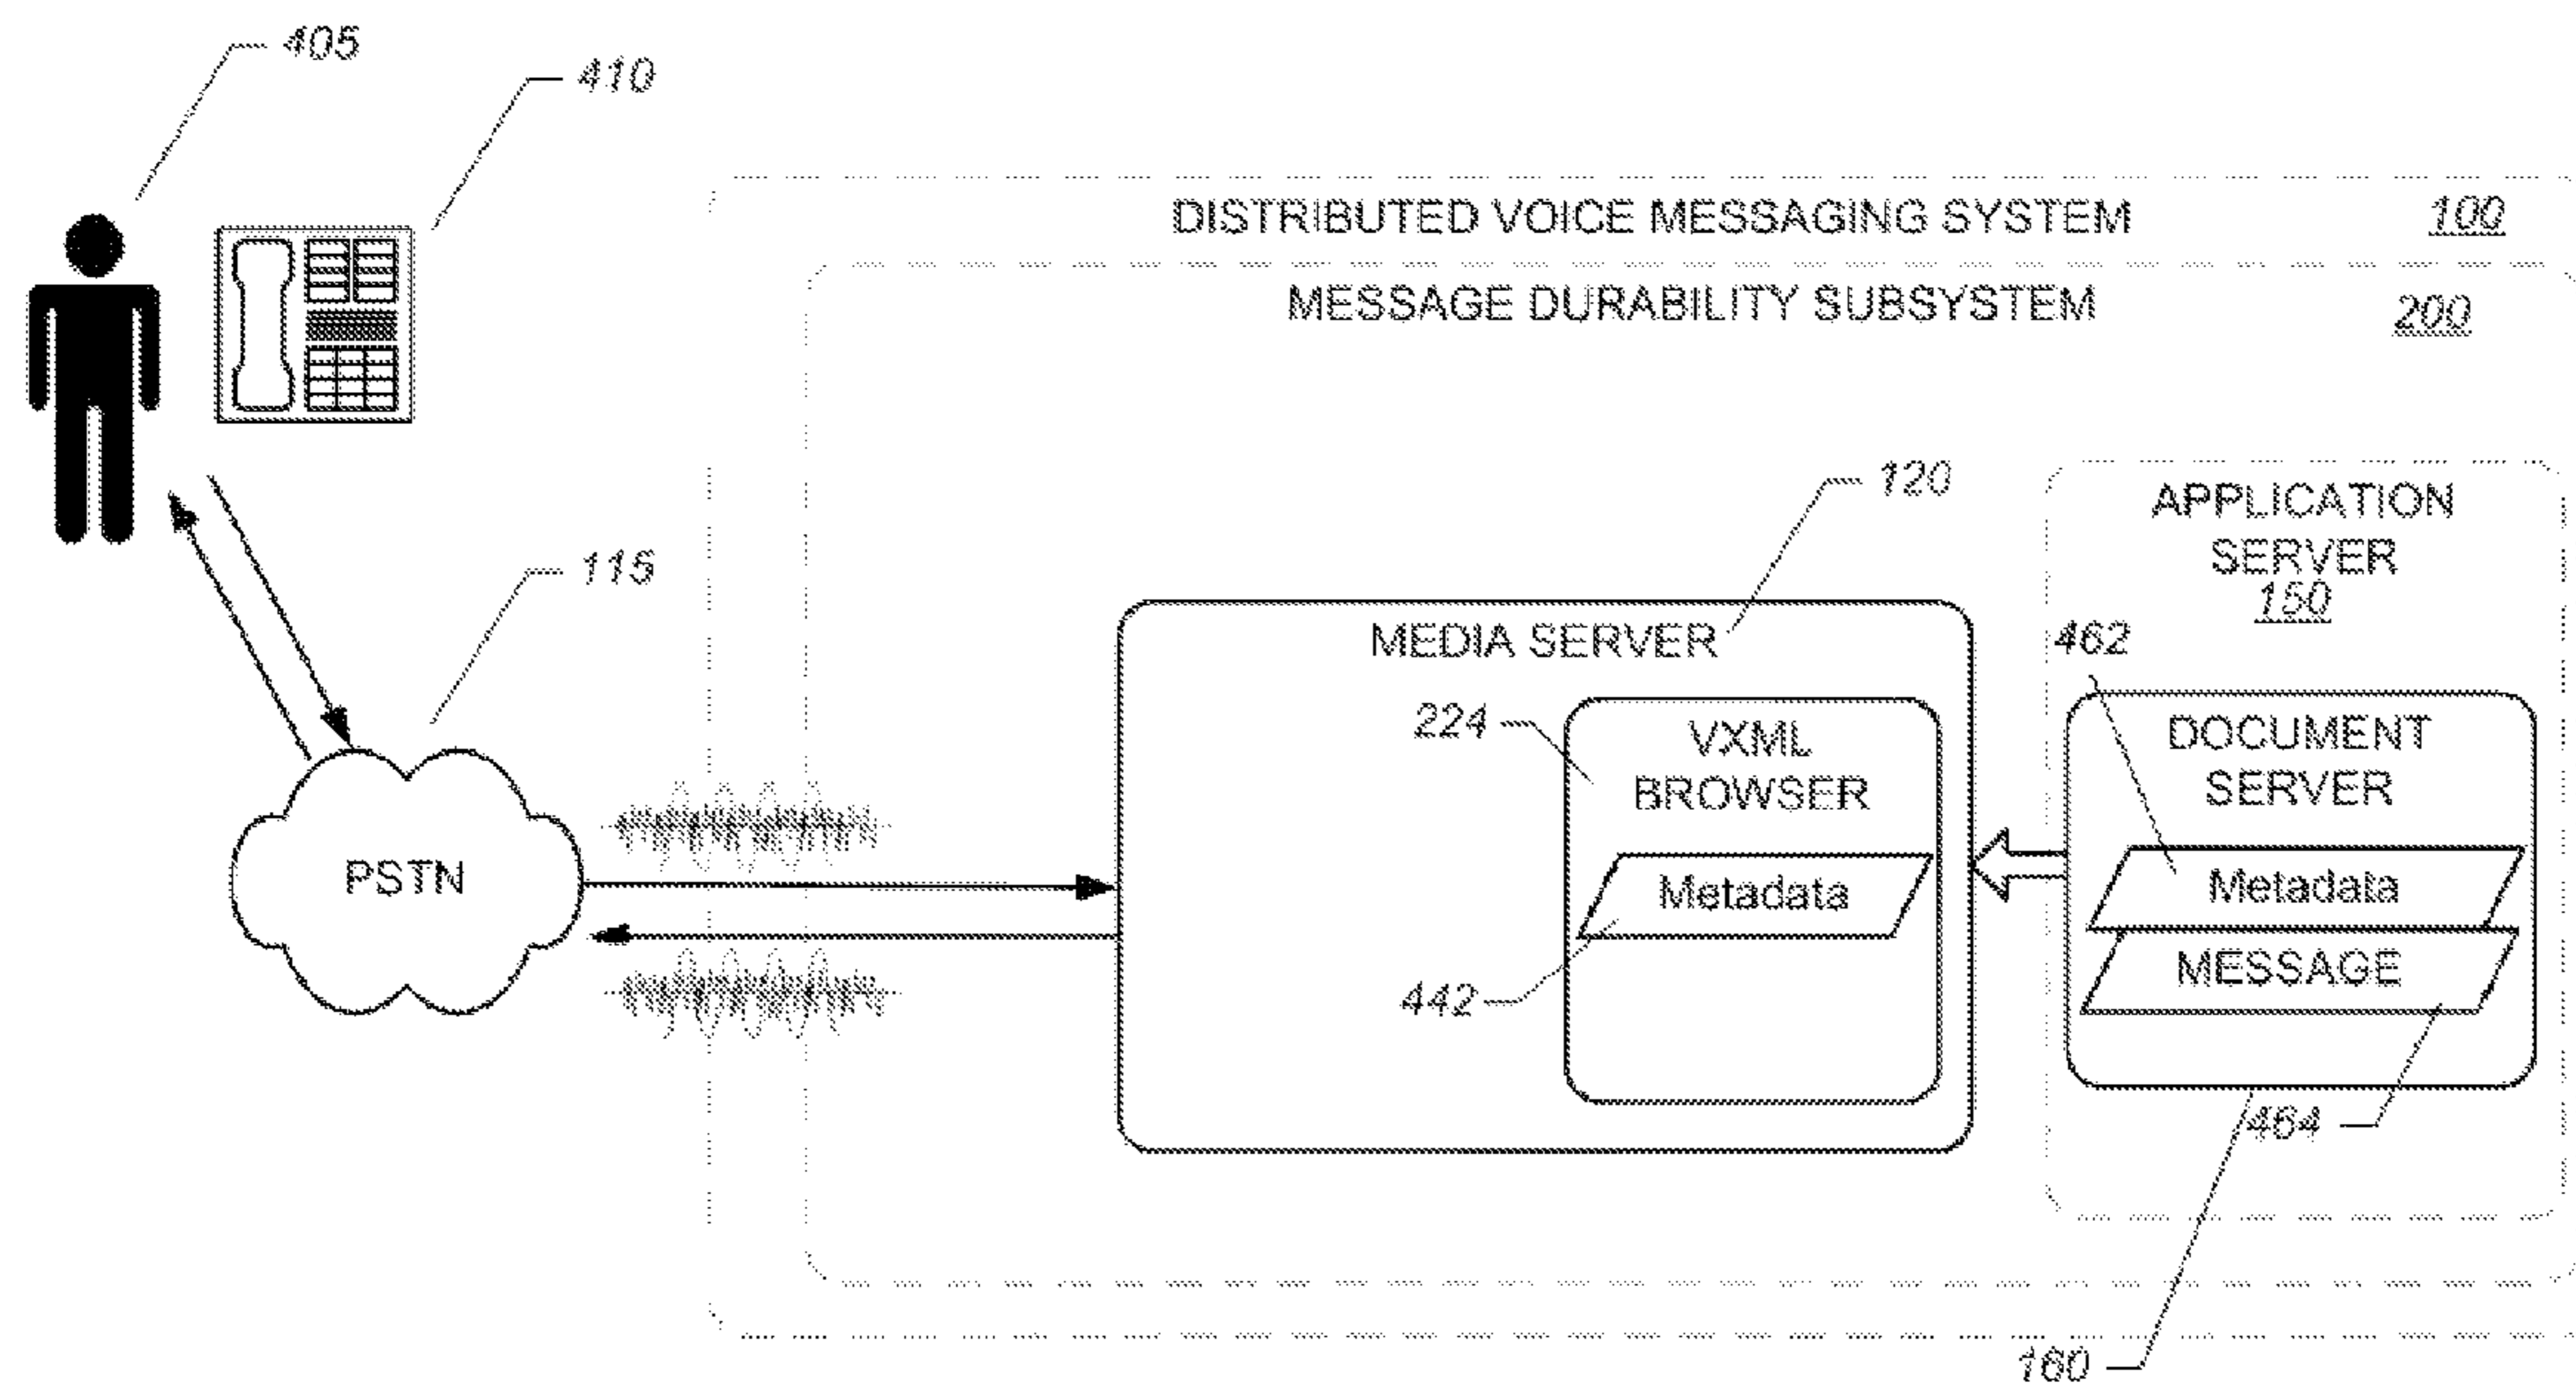 405
410
DISTRIBUTED VOICE MESSAGING SYSTEM 100
MESSAGE DURABILITY SUBSYSTEM 200
120
APPLICATION
SERVER
150
115
MEDIA SERVER
462
224
VXML
BROWSER
DOCUMENT
SERVER
PSTN
Metadata
Metadata
442
MESSAGE
464
160